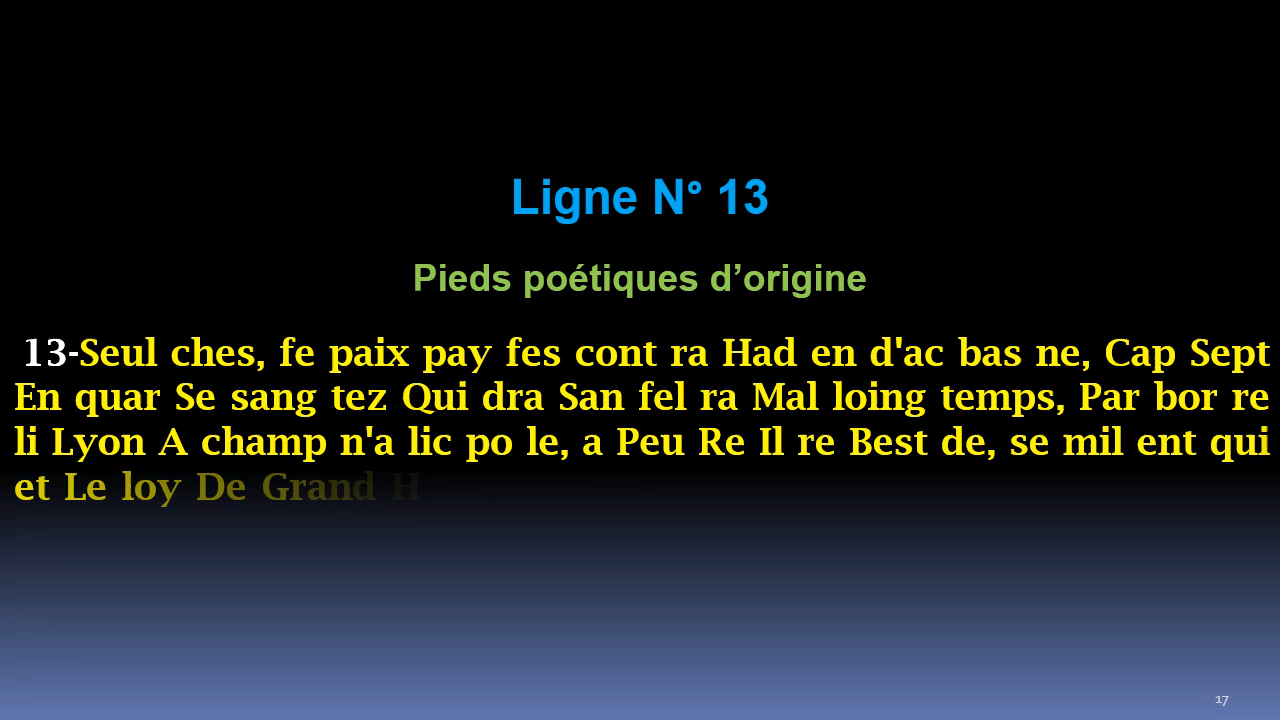 Ligne N° 13
Pieds poétiques d’origine
13-Seul ches, fe paix pay fes cont ra Had en d'ac bas ne, Cap Sept
En quar Se sang tez Qui dra San fel ra Mal loing temps, Par bor re
li Lyon A champ n'a lic po le, a Peu Re Il re Best de, se mil ent qui
et Le loy De Grand H
17